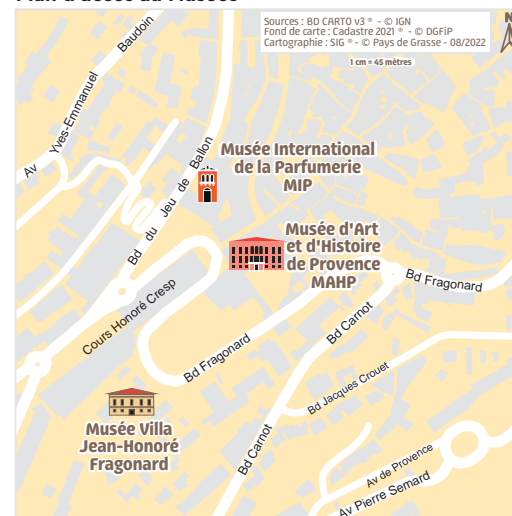 Plan d'accès au Musées
Sources : BD CARTO v3 ® - © IGN
Fond de carte : Cadastre 2021 ® - © DGFiP
Cartographie : SIG ® - © Pays de Grasse - 08/2022
1 cm = 45 mètres
N
Av Yves-Emmanuel Baudoin
Bd du Jeu de Ballon
Musée International
de la Parfumerie
MIP
Musée d'Art
et d'Histoire
de Provence
MAHP
Bd Fragonard
Cours Honoré Cresp
Bd Carnot
Bd Fragonard
Bd Jacques Crouet
Musée Villa
Jean-Honoré
Fragonard
Bd Carnot
Av de Provence
Av Pierre Semard